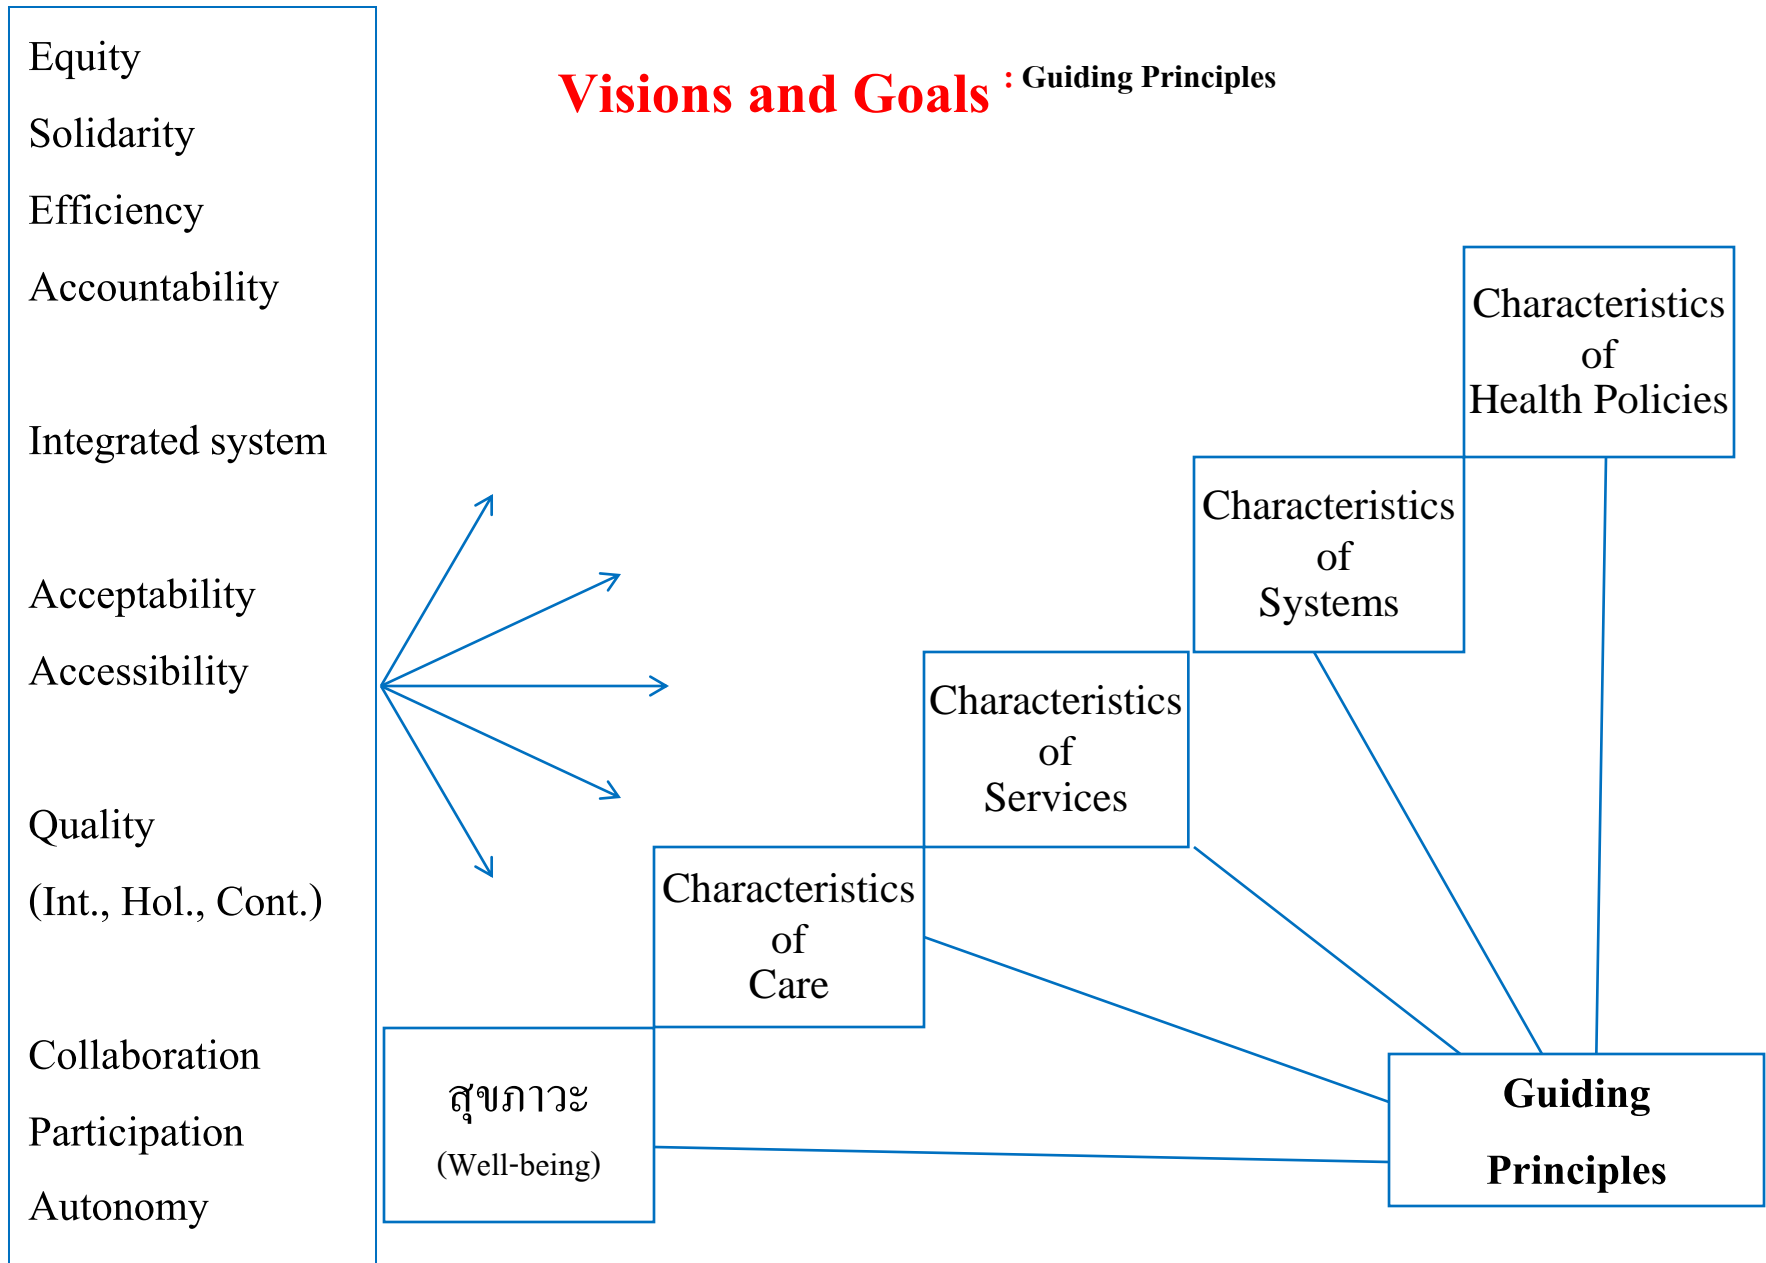 Equity
Solidarity
Efficiency
Accountability
Integrated system
Acceptability
Accessibility
Quality
(Int., Hol., Cont.)
Collaboration
Participation
Autonomy
Visions and Goals : Guiding Principles
Characteristics
of
Health Policies
Characteristics
of
Systems
Characteristics
of
Services
Characteristics
of
Care
สุขภาวะ
(Well-being)
Guiding
Principles